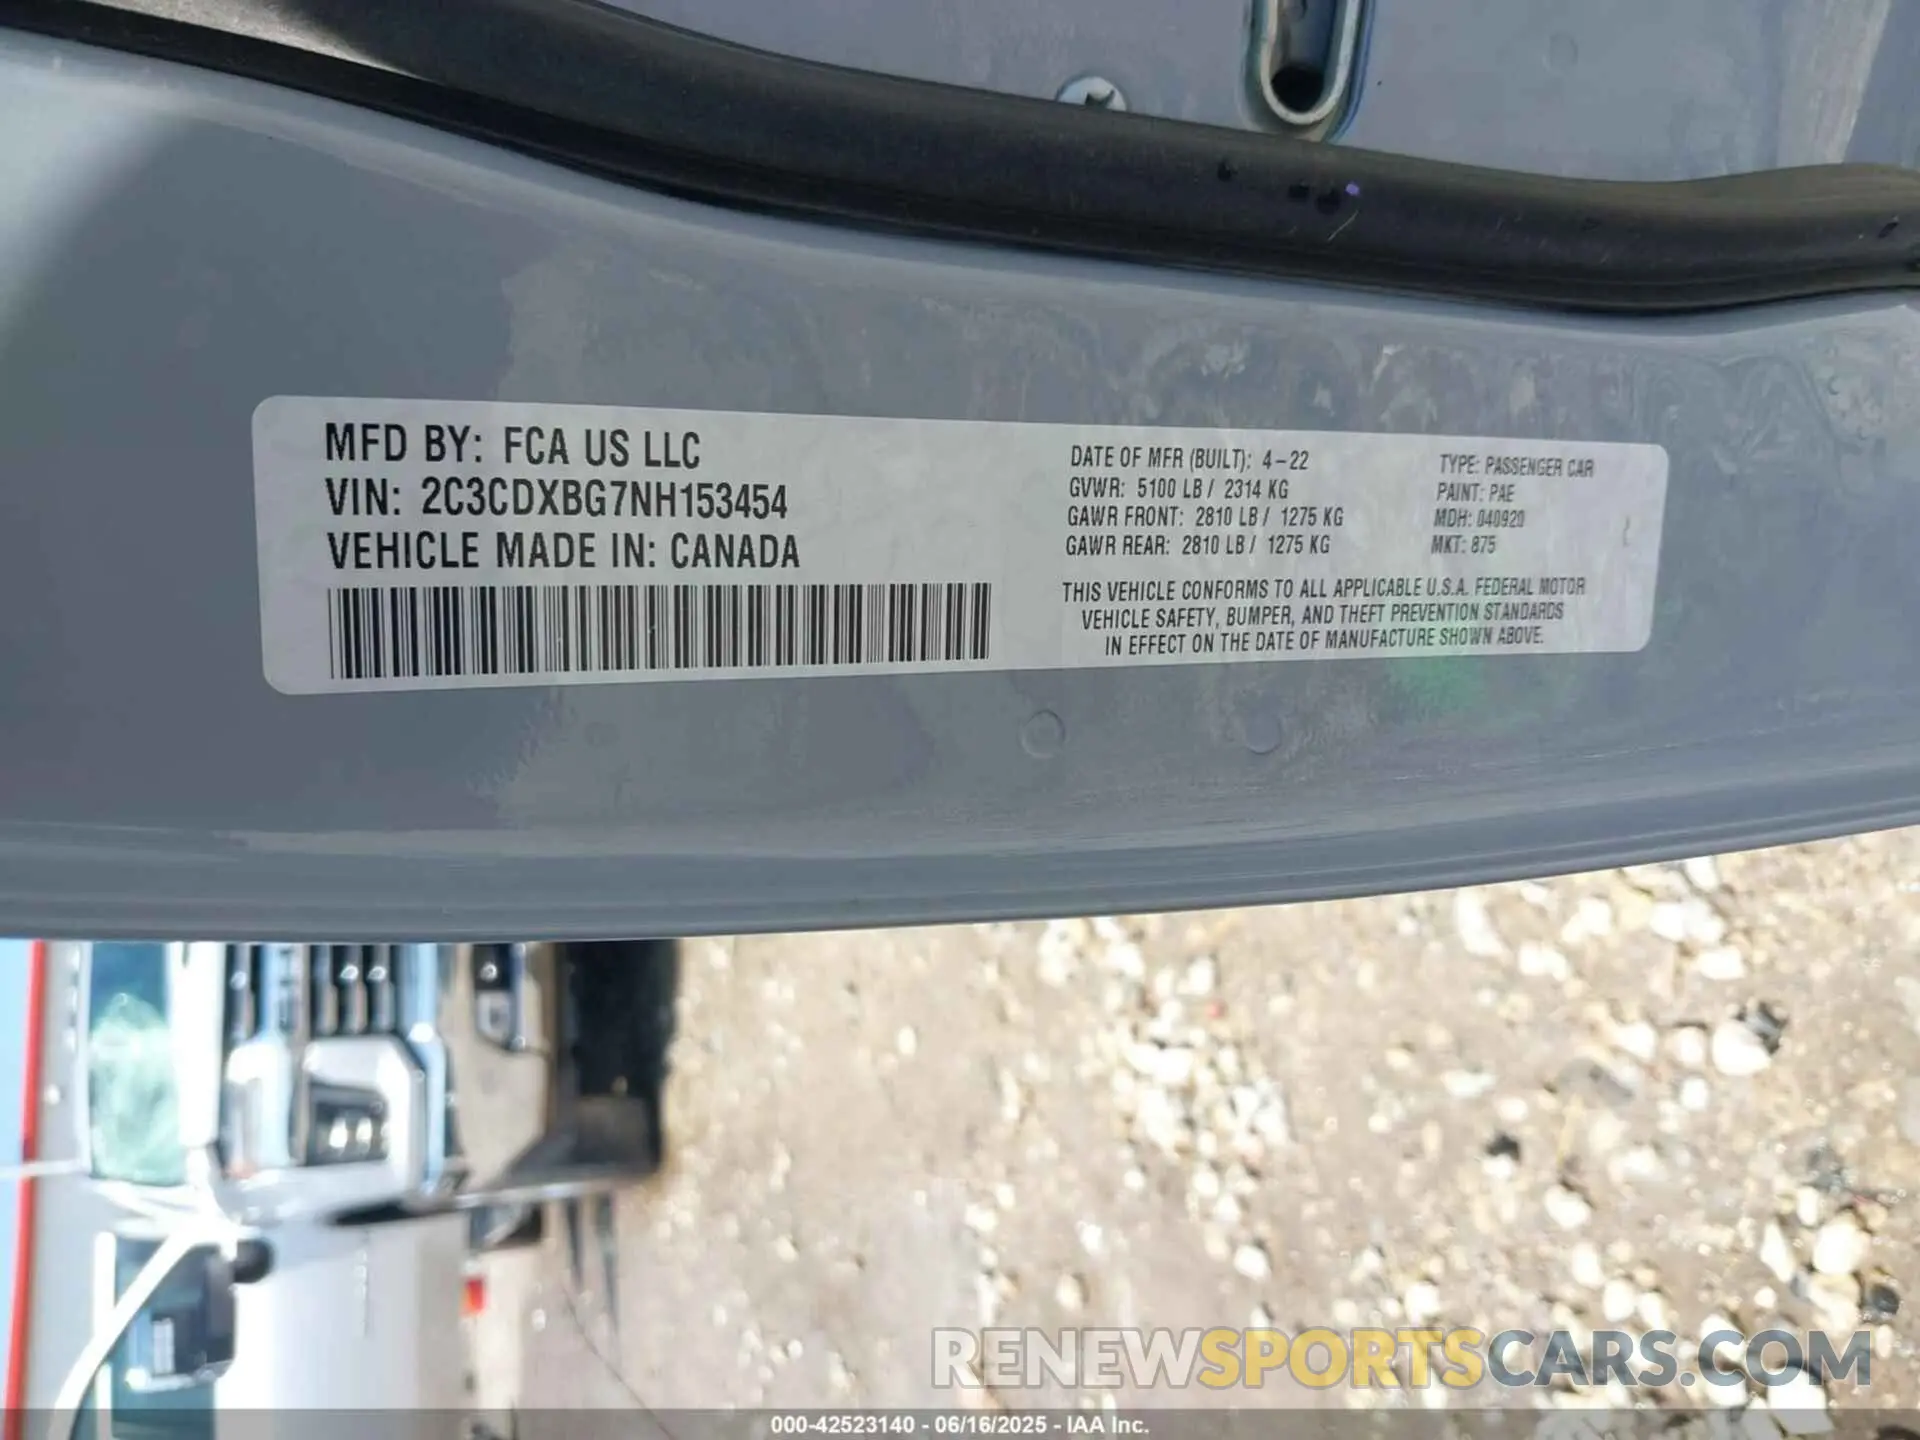 MFD BY: FCA US LLC
VIN: 2C3CDXBG7NH153454
VEHICLE MADE IN: CANADA
DATE OF MFR (BUILT): 4-22
GVWR: 5100 LB / 2314 KG
GAWR FRONT: 2810 LB / 1275 KG
GAWR REAR: 2810 LB / 1275 KG
TYPE: PASSENGER CAR
PAINT: PAE
MDH: 040920
MKT: 875
THIS VEHICLE CONFORMS TO ALL APPLICABLE U.S.A. FEDERAL MOTOR
VEHICLE SAFETY, BUMPER, AND THEFT PREVENTION STANDARDS
IN EFFECT ON THE DATE OF MANUFACTURE SHOWN ABOVE.
RENEWSPORTSCARS.COM
000-42523140 - 06/16/2025 - IAA Inc.